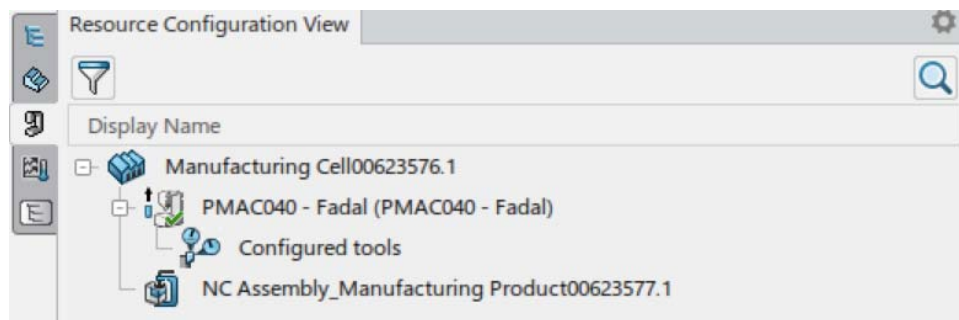 Resource Configuration View
Display Name
Manufacturing Cell00623576.1
PMAC040 - Fadal (PMAC040 - Fadal)
Configured tools
NC Assembly_Manufacturing Product00623577.1